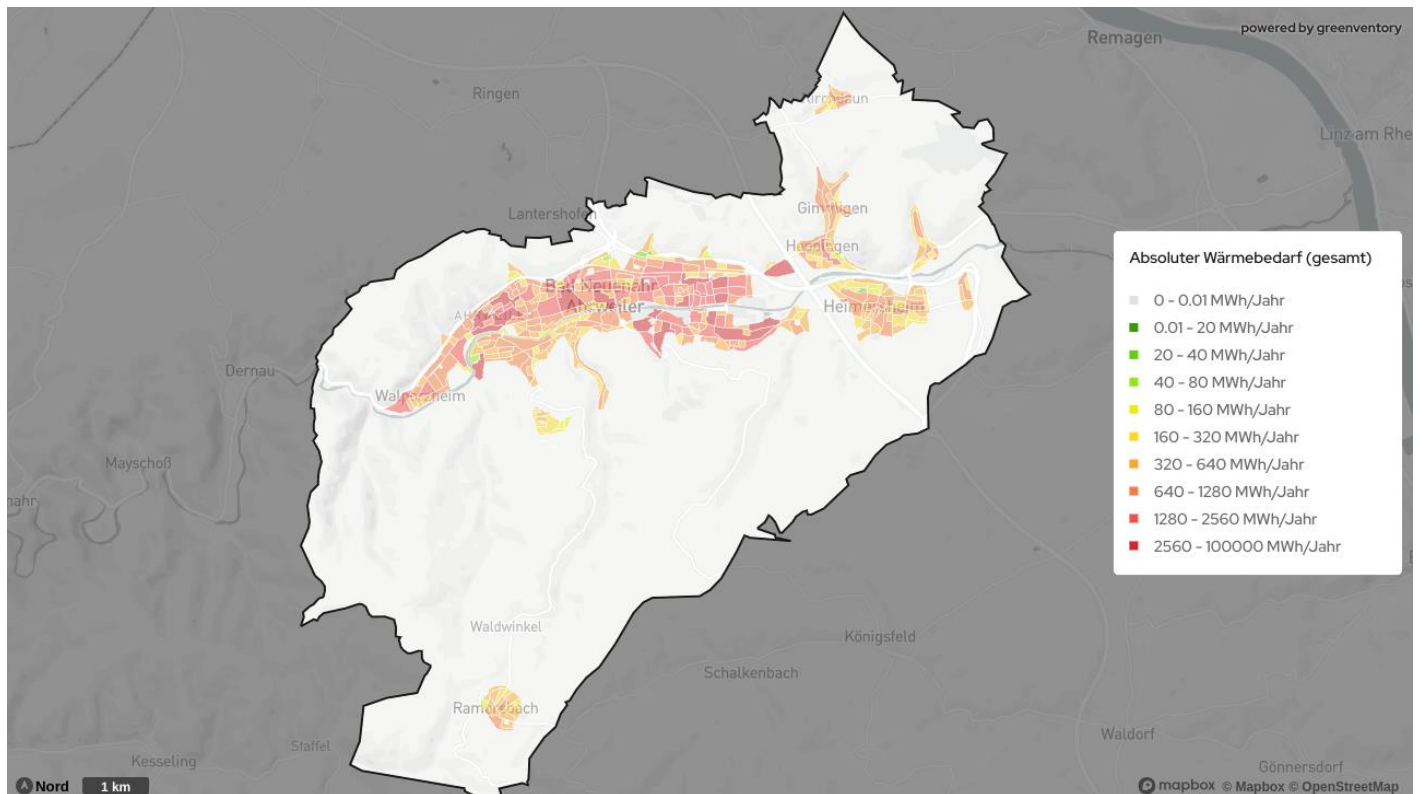 powered by greenventory
Remagen
Ringen
Kirchdaun
Linz am Rhe
Lantershofen
Gimmigen
Heppingen
Bad Neuenahr-
Ahrweiler
Heimersheim
Dernau
Walporzheim
Mayschoß
nahr
Waldwinkel
Königsfeld
Schalkenbach
Ramersbach
Staffel
Kesseling
Waldorf
Gönnersdorf
Absoluter Wärmebedarf (gesamt)
0 - 0.01 MWh/Jahr
0.01 - 20 MWh/Jahr
20 - 40 MWh/Jahr
40 - 80 MWh/Jahr
80 - 160 MWh/Jahr
160 - 320 MWh/Jahr
320 - 640 MWh/Jahr
640 - 1280 MWh/Jahr
1280 - 2560 MWh/Jahr
2560 - 100000 MWh/Jahr
Nord
1 km
mapbox © Mapbox © OpenStreetMap